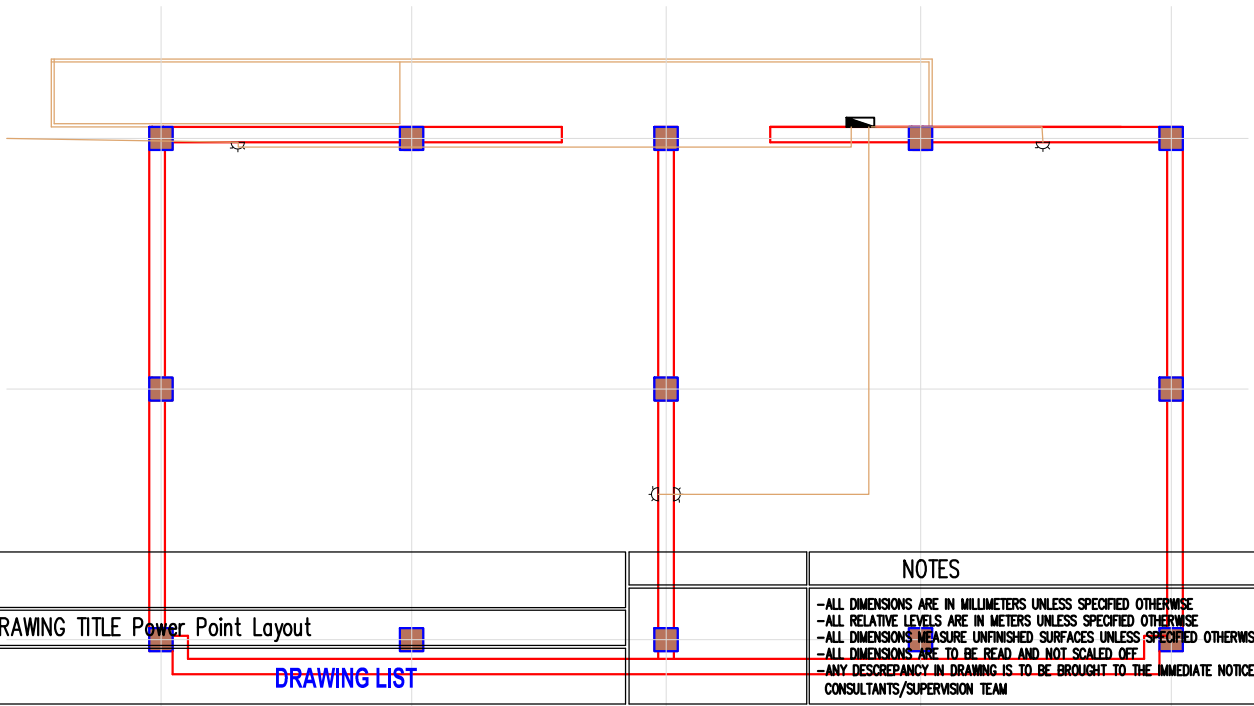 NOTES
-ALL DIMENSIONS ARE IN MILLIMETERS UNLESS SPECIFIED OTHERWISE
-ALL RELATIVE LEVELS ARE IN METERS UNLESS SPECIFIED OTHERWISE
-ALL DIMENSIONS MEASURE UNFINISHED SURFACES UNLESS SPECIFIED OTHERWIS
-ALL DIMENSIONS ARE TO BE READ AND NOT SCALED OFF
-ANY DESCREPANCY IN DRAWING IS TO BE BROUGHT TO THE IMMEDIATE NOTICE
CONSULTANTS/SUPERVISION TEAM
RAWING TITLE Power Point Layout
DRAWING LIST